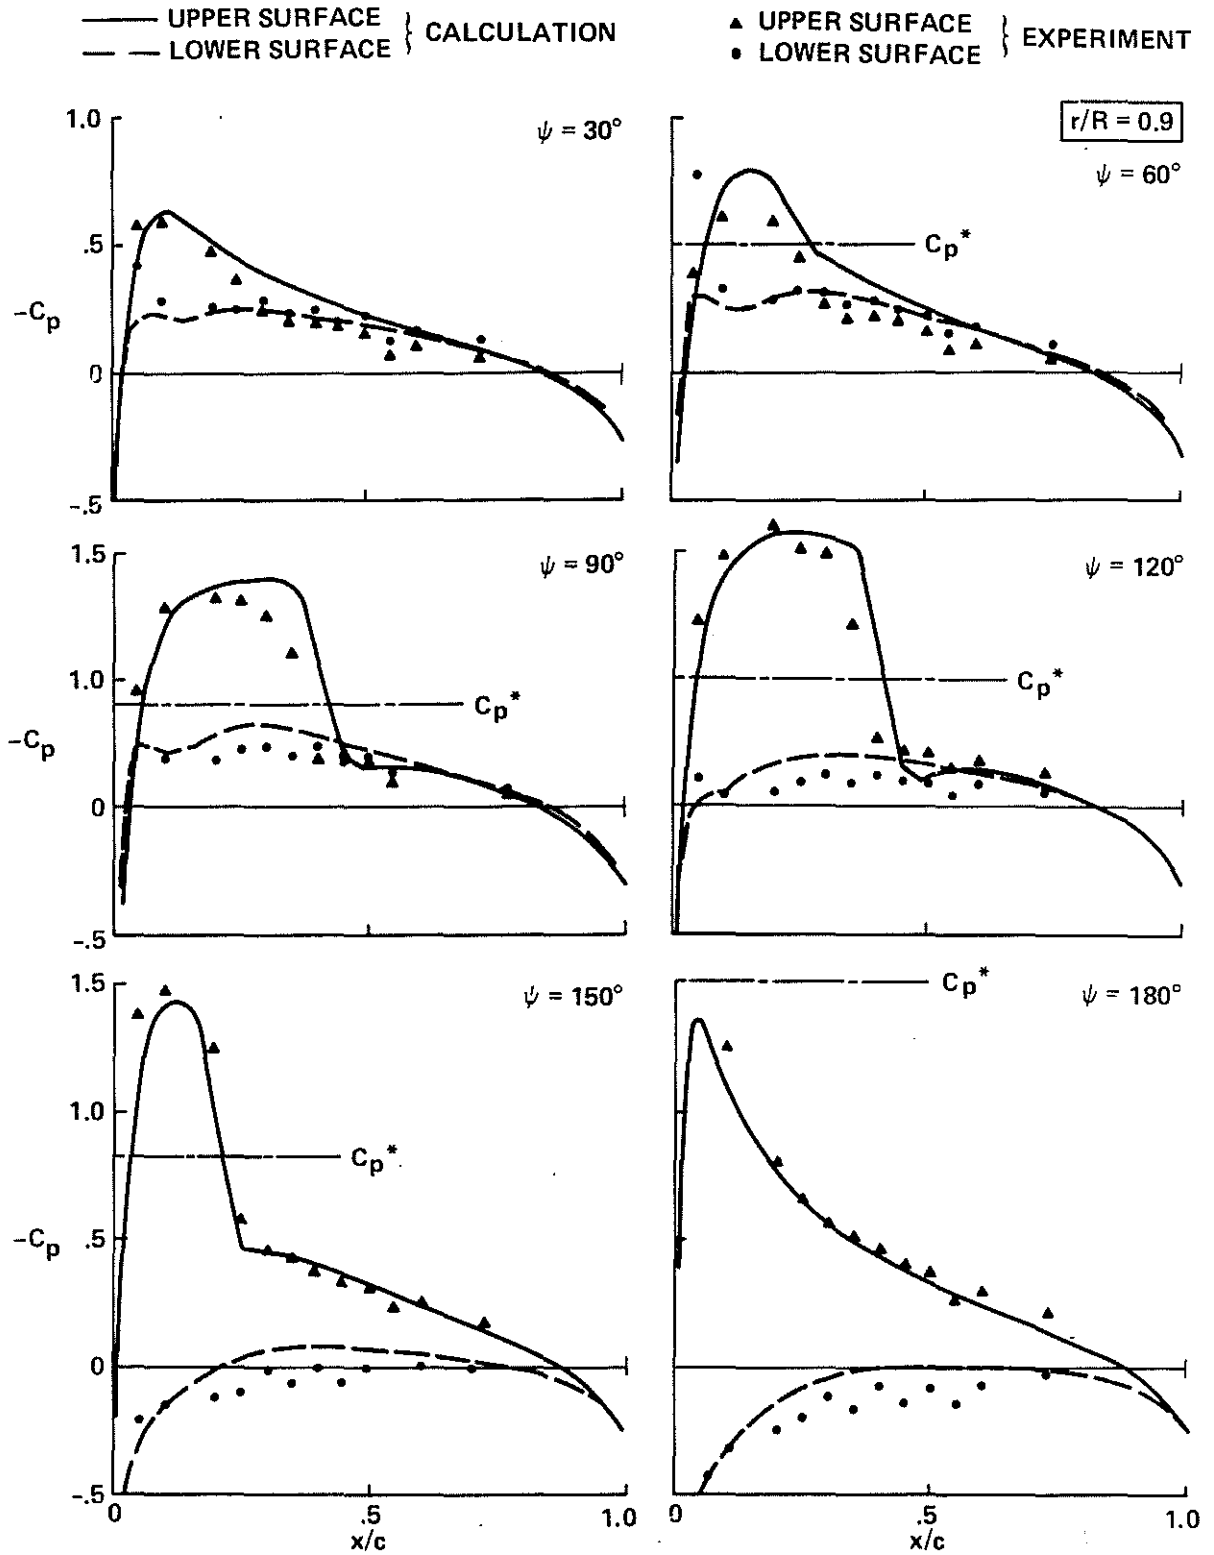 UPPER SURFACE
LOWER SURFACE
CALCULATION
UPPER SURFACE
LOWER SURFACE
EXPERIMENT
1.0
.5
−Cp
0
−.5
ψ = 30°
r/R = 0.9
ψ = 60°
Cp*
1.5
1.0
−Cp
0
−.5
ψ = 90°
Cp*
ψ = 120°
Cp*
1.5
1.0
.5
−Cp
0
−.5
ψ = 150°
Cp*
0
.5
1.0
x/c
Cp*
ψ = 180°
0
.5
1.0
x/c